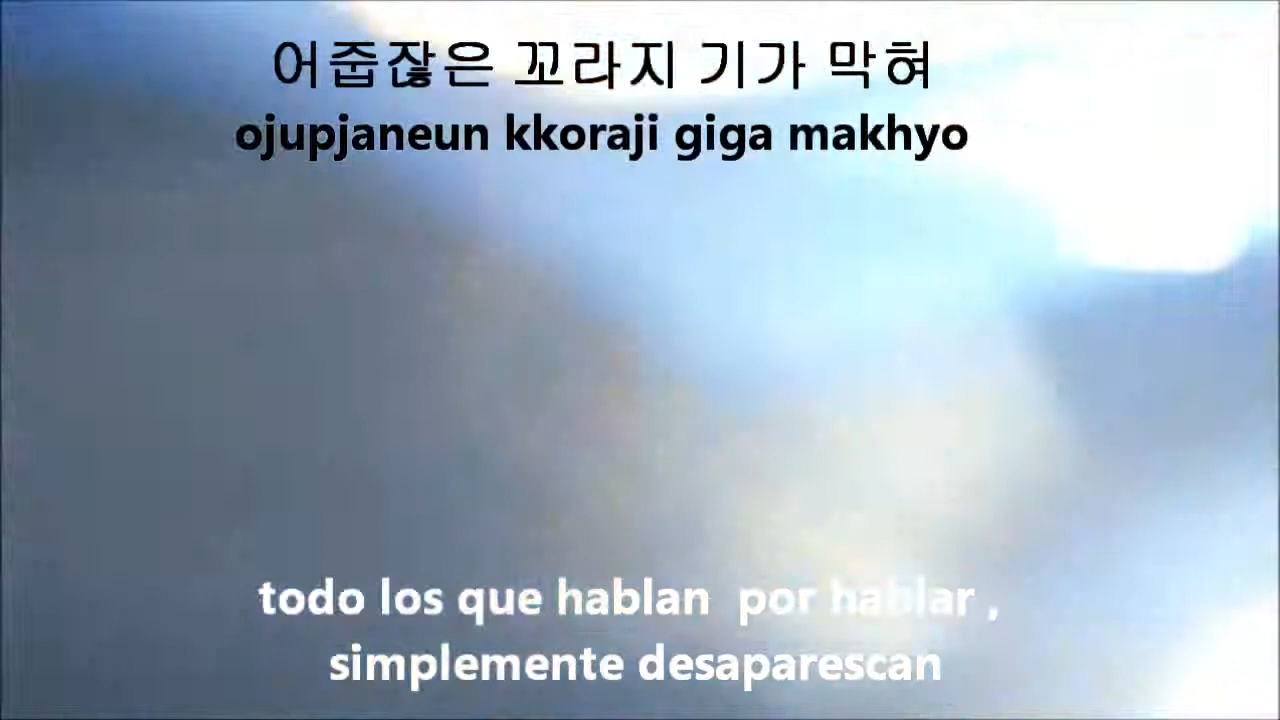 어줍잖은 꼬라지 기가 막혀
ojupjaneun kkoraji giga makhyo
todo los que hablan por hablar ,
simplemente desaparescan